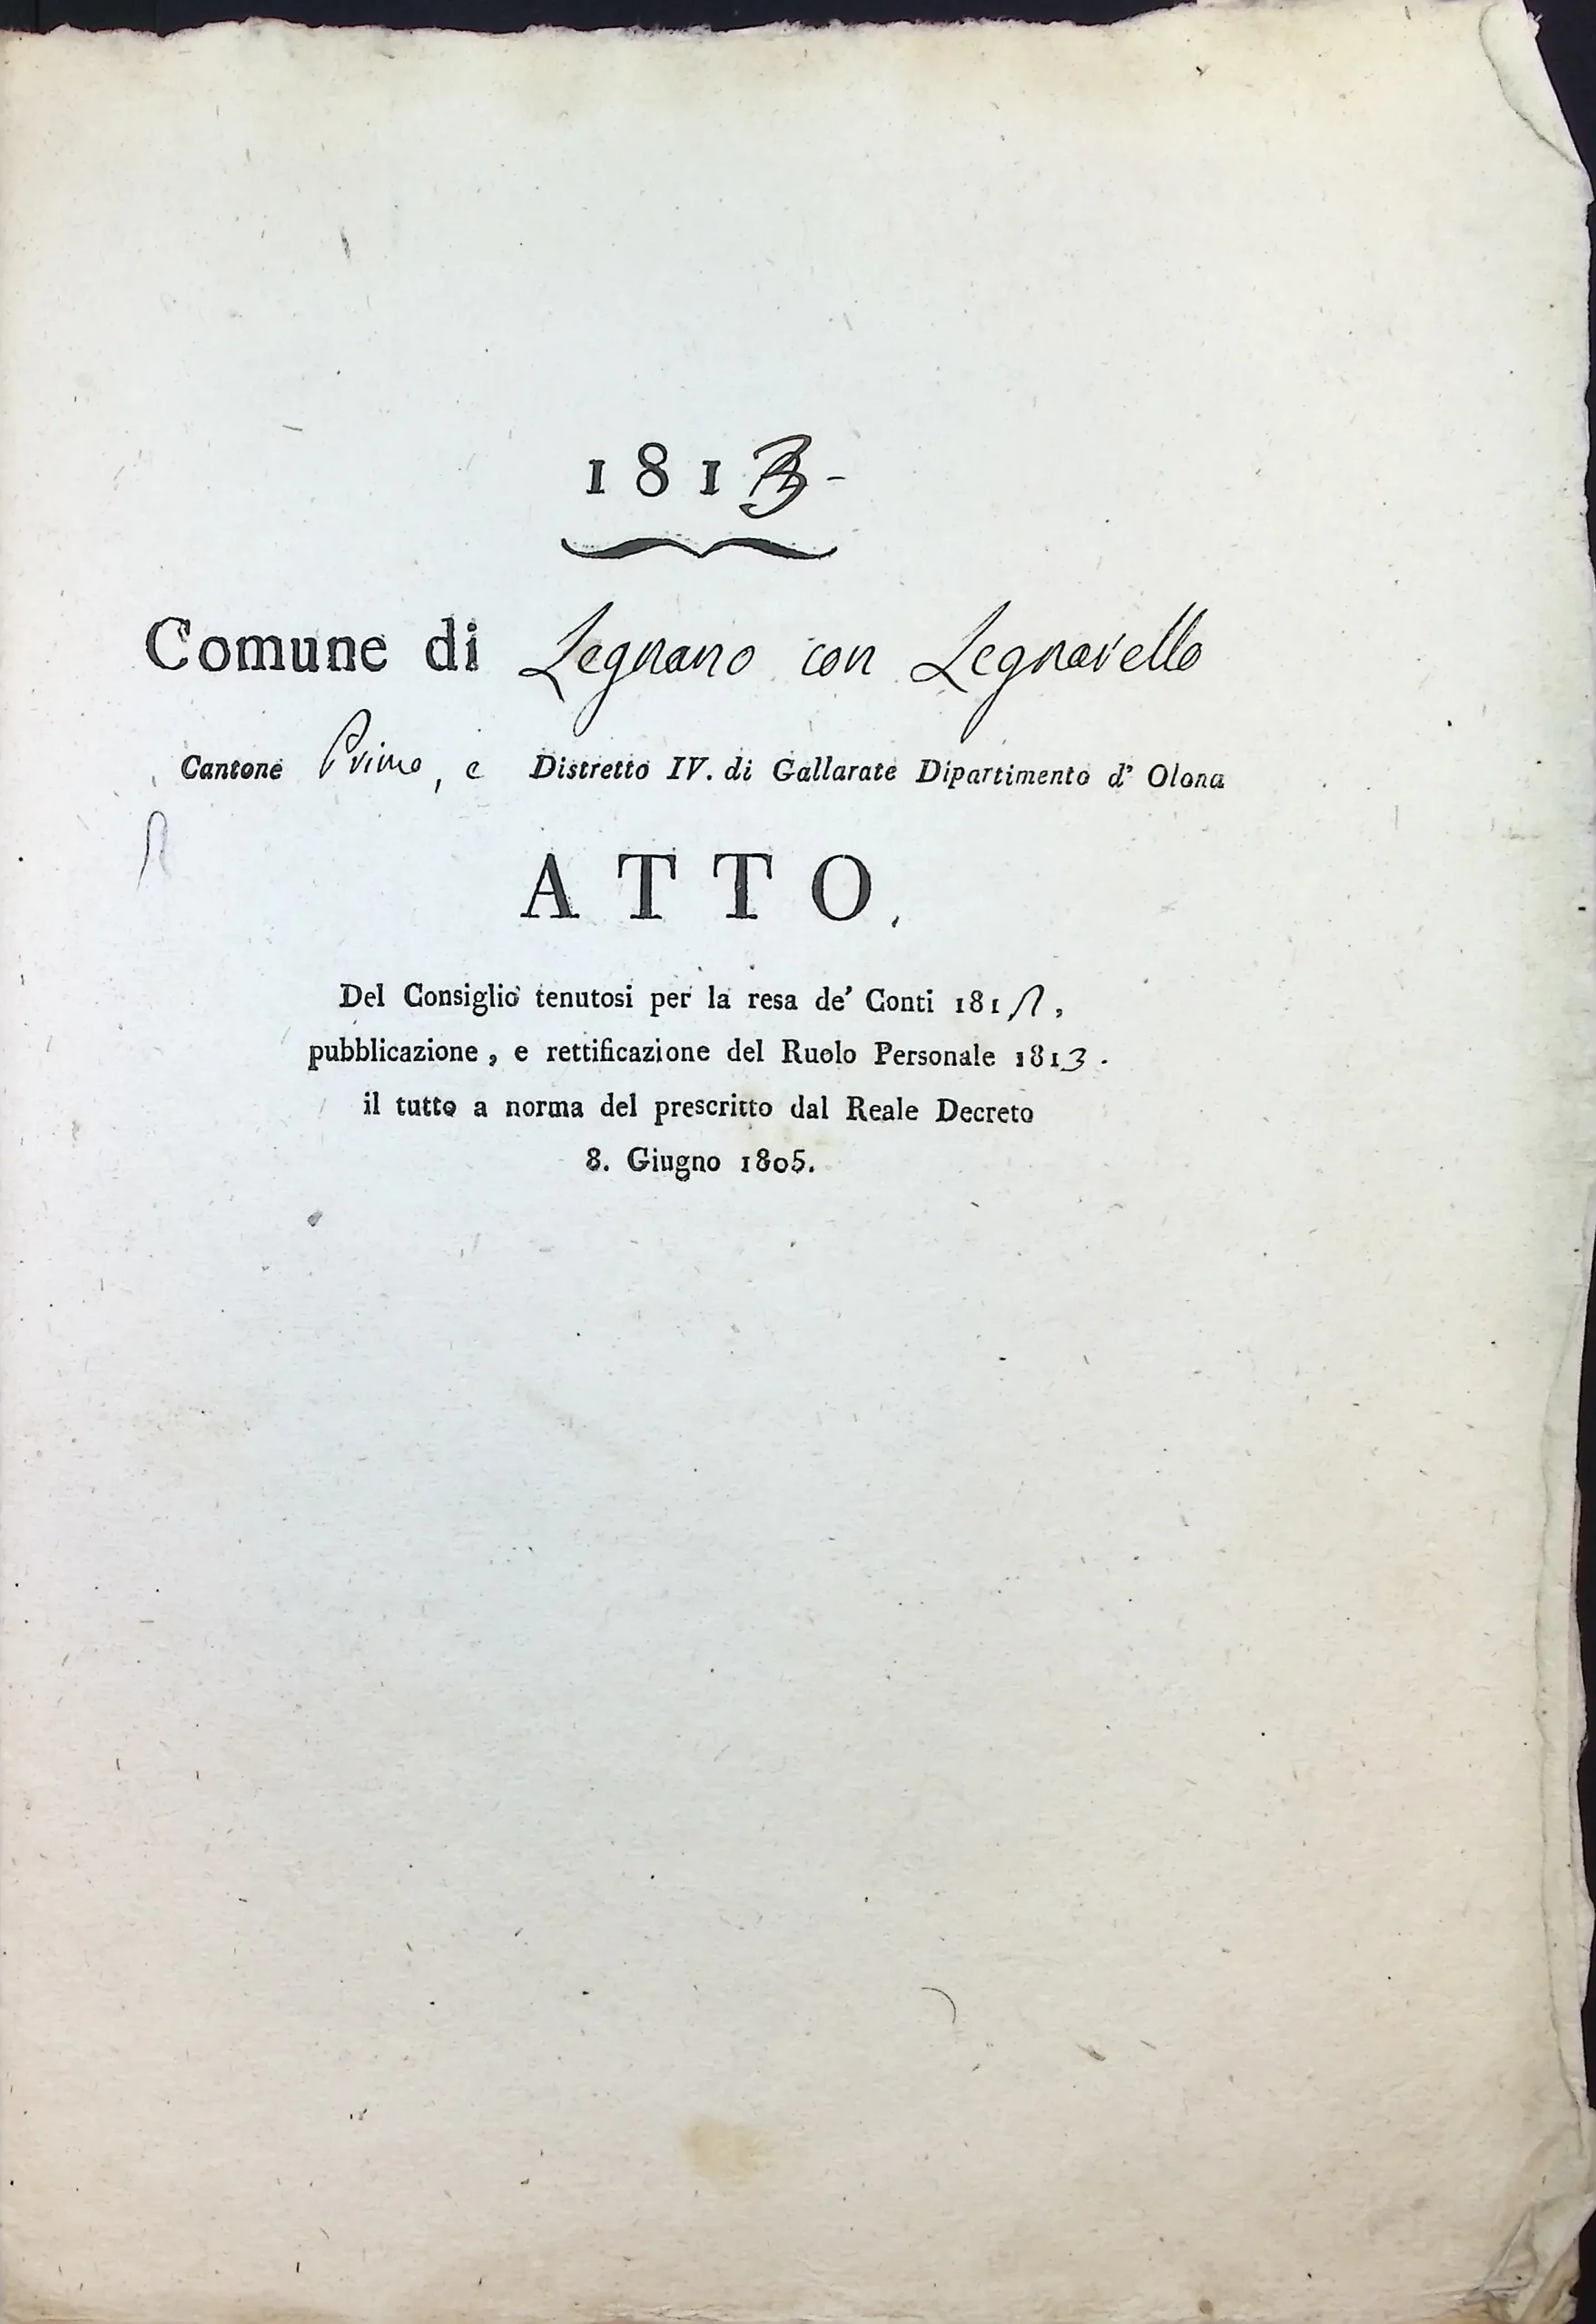 1813-
Comune di Legnano con Legnarello
Cantone Primo, e Distretto IV. di Gallarate Dipartimento d' Olona
ATTO,
Del Consiglio tenutosi per la resa de' Conti
pubblicazione, e rettificazione del Ruolo Personale 1813.
il tutto a norma del prescritto dal Reale Decreto
8. Giugno 1805.